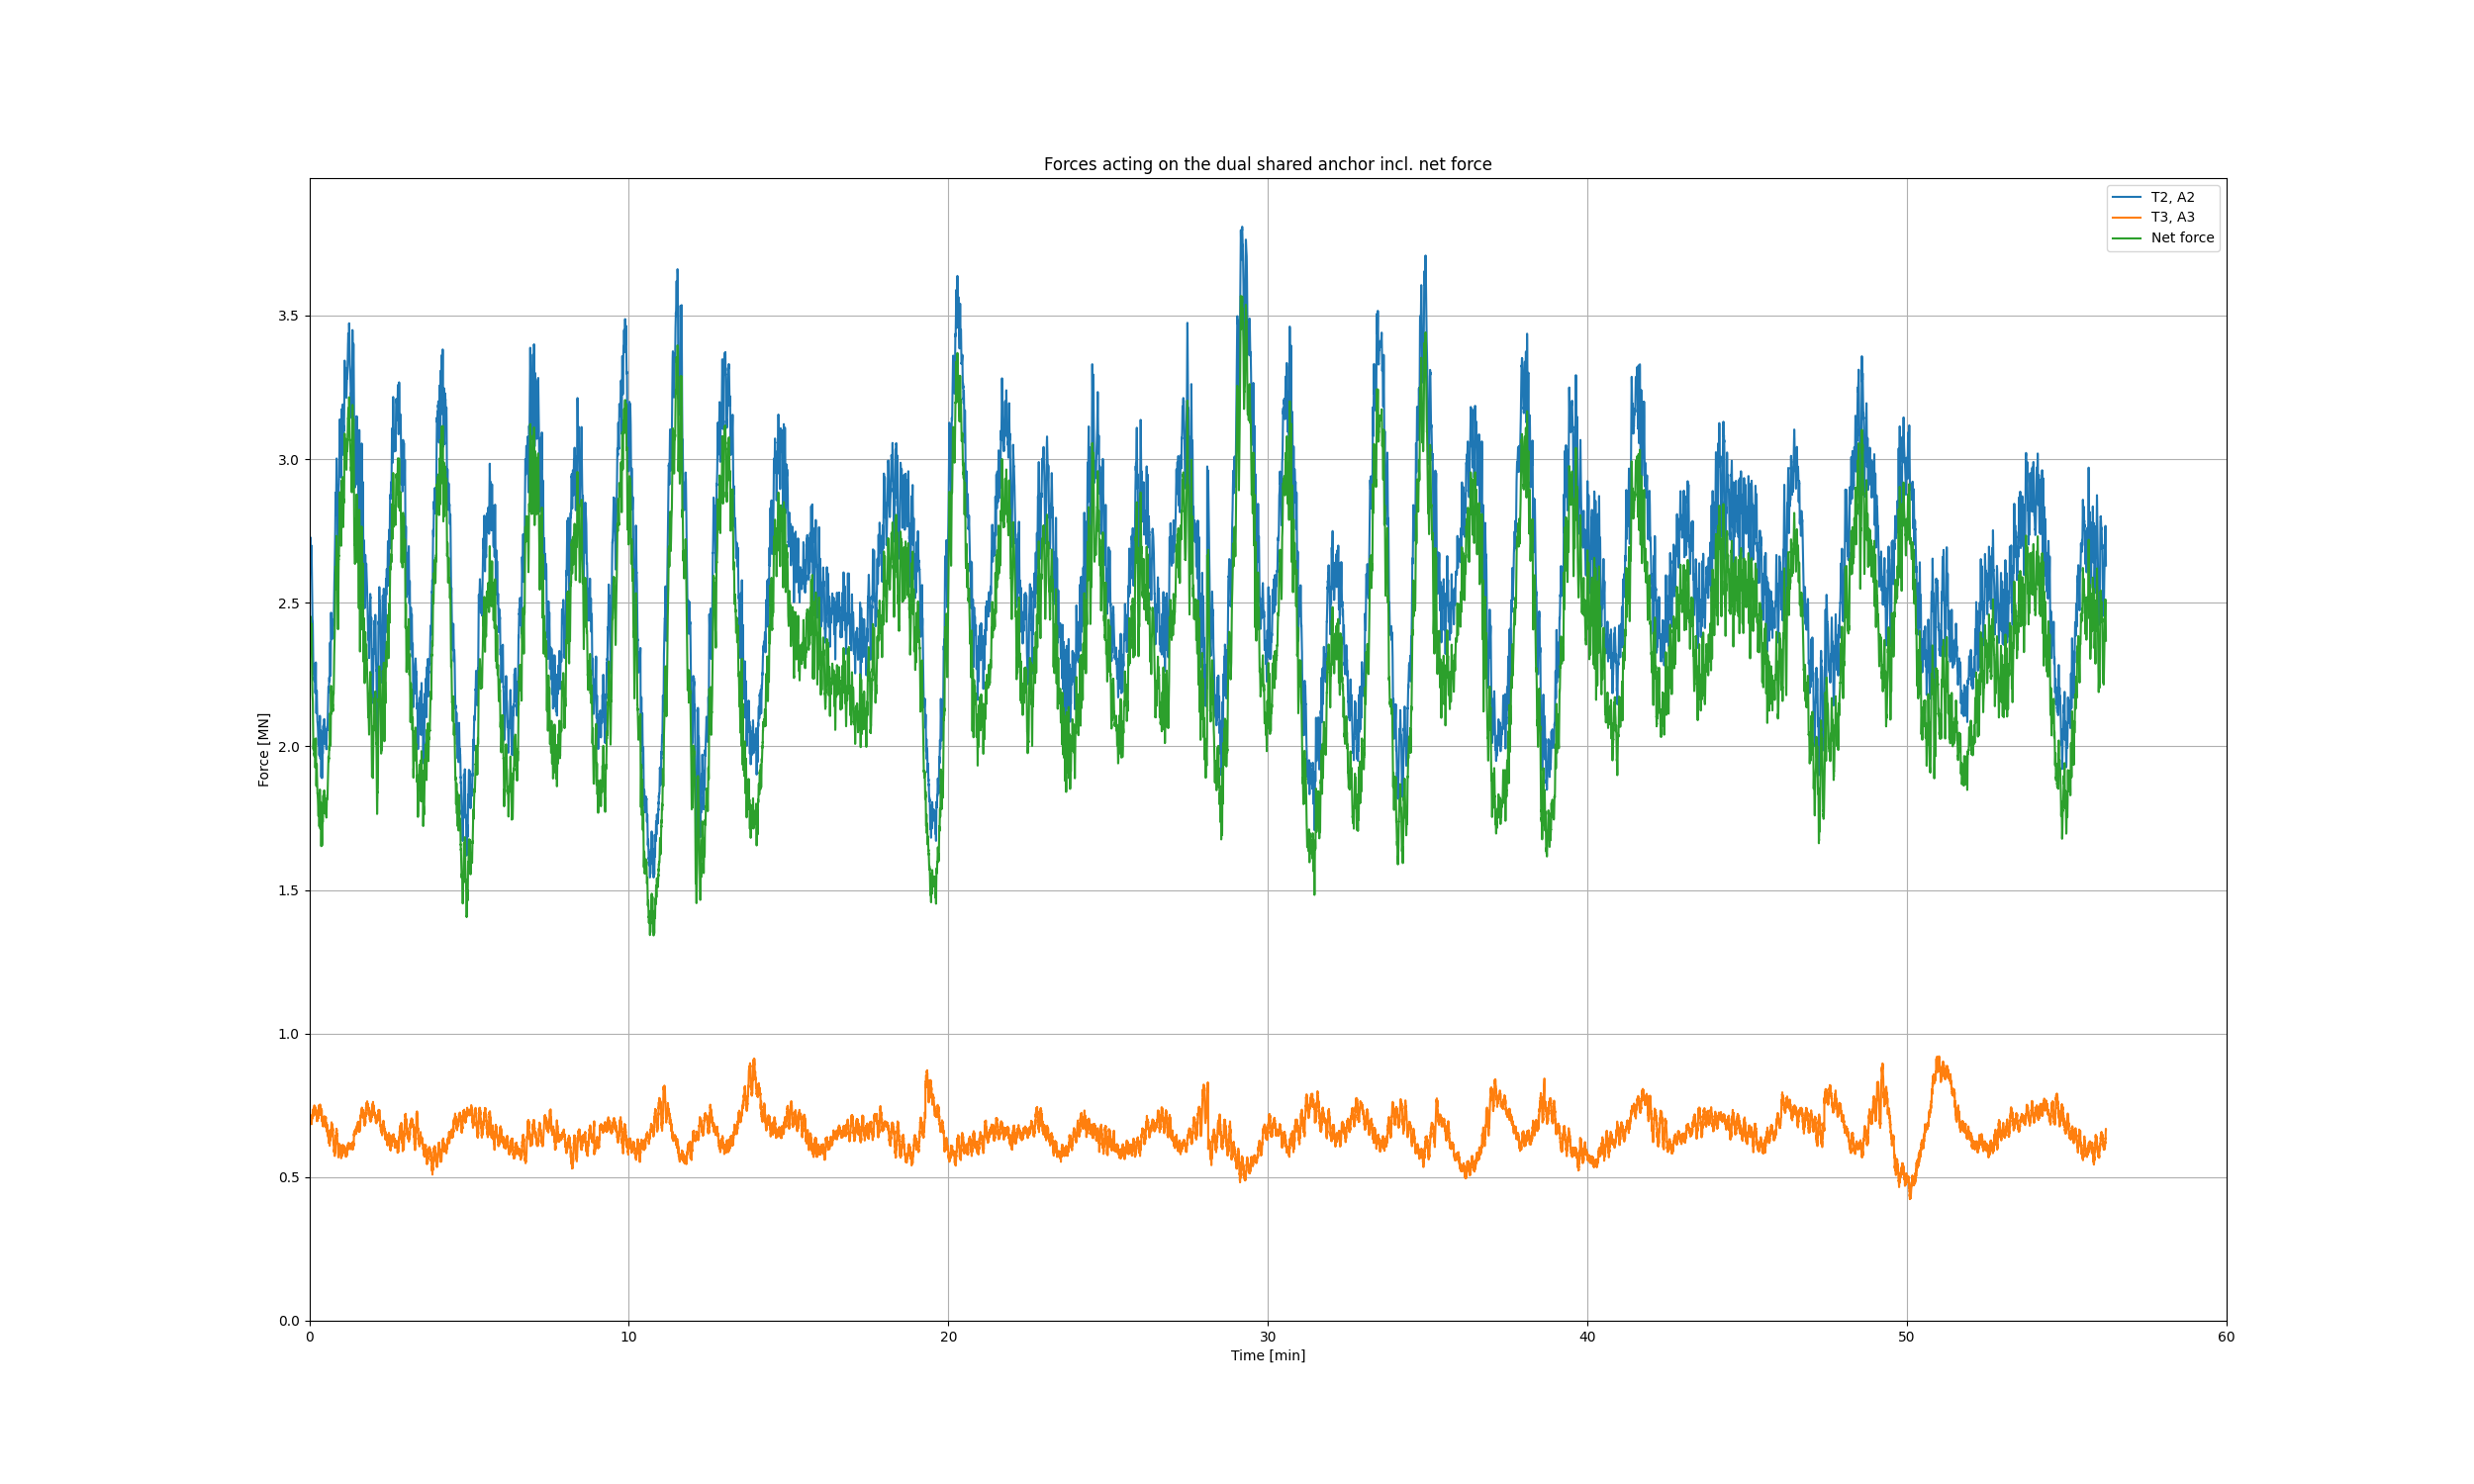 Forces acting on the dual shared anchor incl. net force
T2, A2
T3, A3
Net force
3.5
3.0
2.5
2.0
1.5
1.0
0.5
0.0
Force [MN]
0 10 20 30 40 50 60
Time [min]